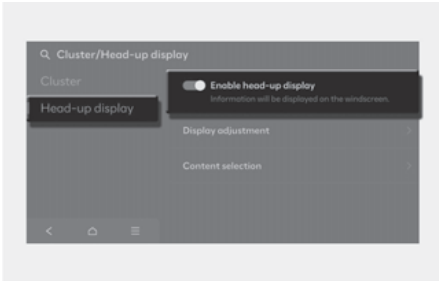 Cluster/Head-up display
Cluster
Enable head-up display
Information will be displayed on the windscreen.
Head-up display
Display adjustment
Content selection